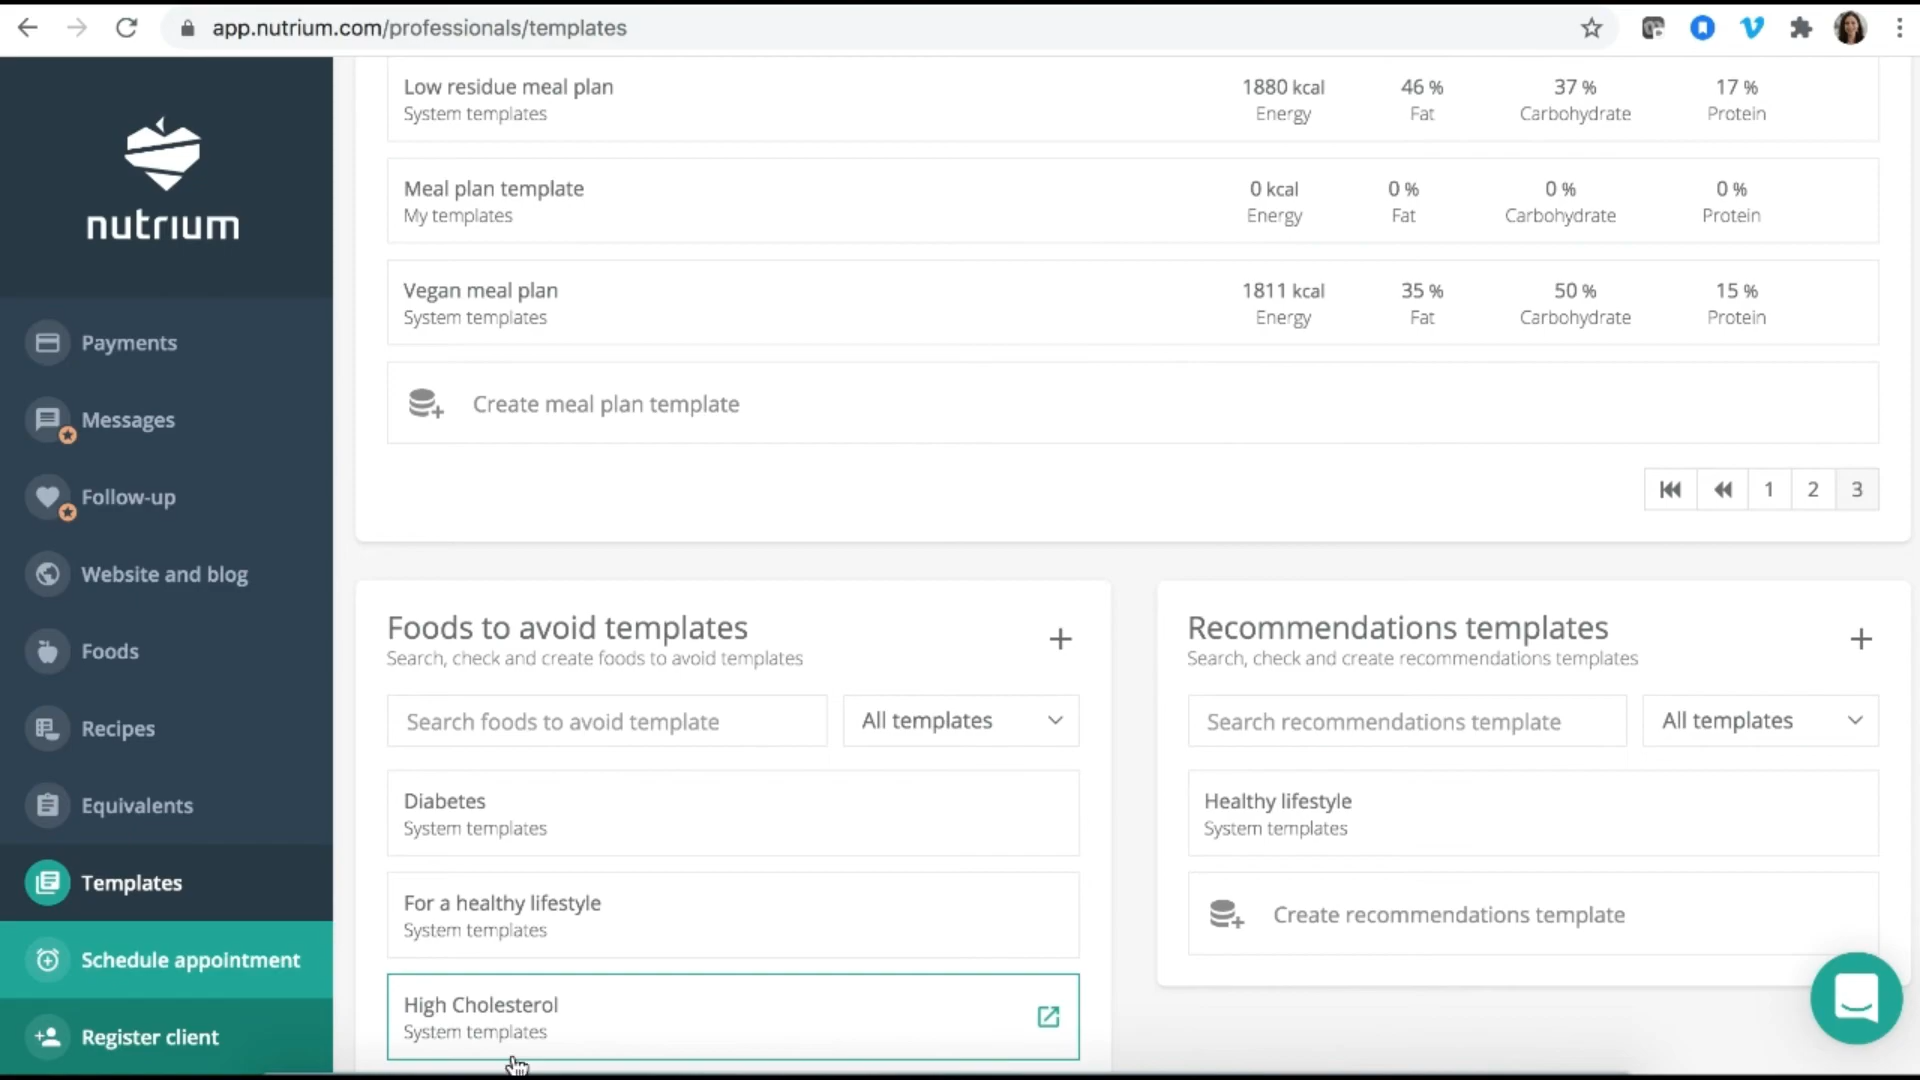 app.nutrium.com/professionals/templates
nutrium
Payments
Messages
Follow-up
Website and blog
Foods
Recipes
Equivalents
Templates
Schedule appointment
Register client
Low residue meal plan
System templates
1880 kcal
Energy
46 %
Fat
37 %
Carbohydrate
17 %
Protein
Meal plan template
My templates
0 kcal
Energy
0 %
Fat
0 %
Carbohydrate
0 %
Protein
Vegan meal plan
System templates
1811 kcal
Energy
35 %
Fat
50 %
Carbohydrate
15 %
Protein
Create meal plan template
1 2 3
Foods to avoid templates
Search, check and create foods to avoid templates
Search foods to avoid template
All templates
Diabetes
System templates
For a healthy lifestyle
System templates
High Cholesterol
System templates
Recommendations templates
Search, check and create recommendations templates
Search recommendations template
All templates
Healthy lifestyle
System templates
Create recommendations template